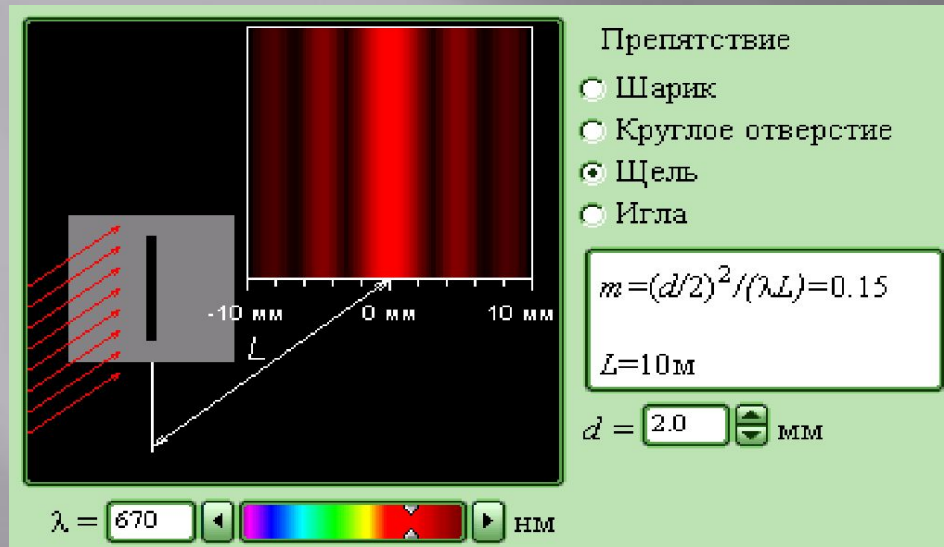 Препятствие
Шарик
Круглое отверстие
Щель
Игла
-10 мм 0 мм 10 мм
L
m=(d/2)²/(λL)=0.15
L=10м
d = 2.0 мм
λ = 670 нм